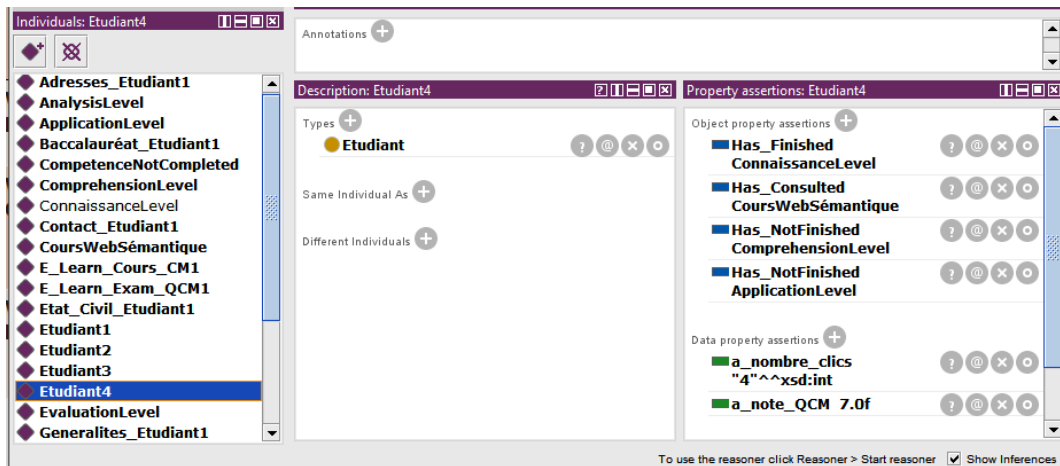 Individuals: Etudiant4
Adresses_Etudiant1
AnalysisLevel
ApplicationLevel
Baccalauréat_Etudiant1
CompetenceNotCompleted
ComprehensionLevel
ConnaissanceLevel
Contact_Etudiant1
CoursWebSémantique
E_Learn_Cours_CM1
E_Learn_Exam_QCM1
Etat_Civil_Etudiant1
Etudiant1
Etudiant2
Etudiant3
Etudiant4
EvaluationLevel
Generalites_Etudiant1
Annotations
Description: Etudiant4
Types
Etudiant
Same Individual As
Different Individuals
Property assertions: Etudiant4
Object property assertions
Has_Finished
ConnaissanceLevel
Has_Consulted
CoursWebSémantique
Has_NotFinished
ComprehensionLevel
Has_NotFinished
ApplicationLevel
Data property assertions
a_nombre_clics
"4"^^xsd:int
a_note_QCM 7.0f
To use the reasoner click Reasoner > Start reasoner Show Inferences